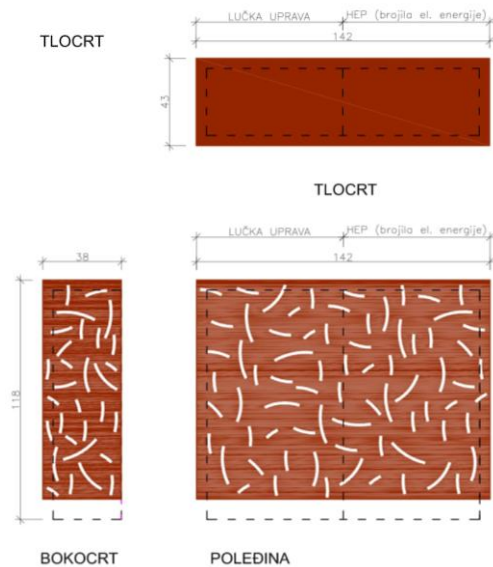 LUČKA UPRAVA HEP (brojila el. energije)
TLOCRT
142
43
TLOCRT
LUČKA UPRAVA HEP (brojila el. energije)
38
142
118
BOKOCRT POLEĐINA